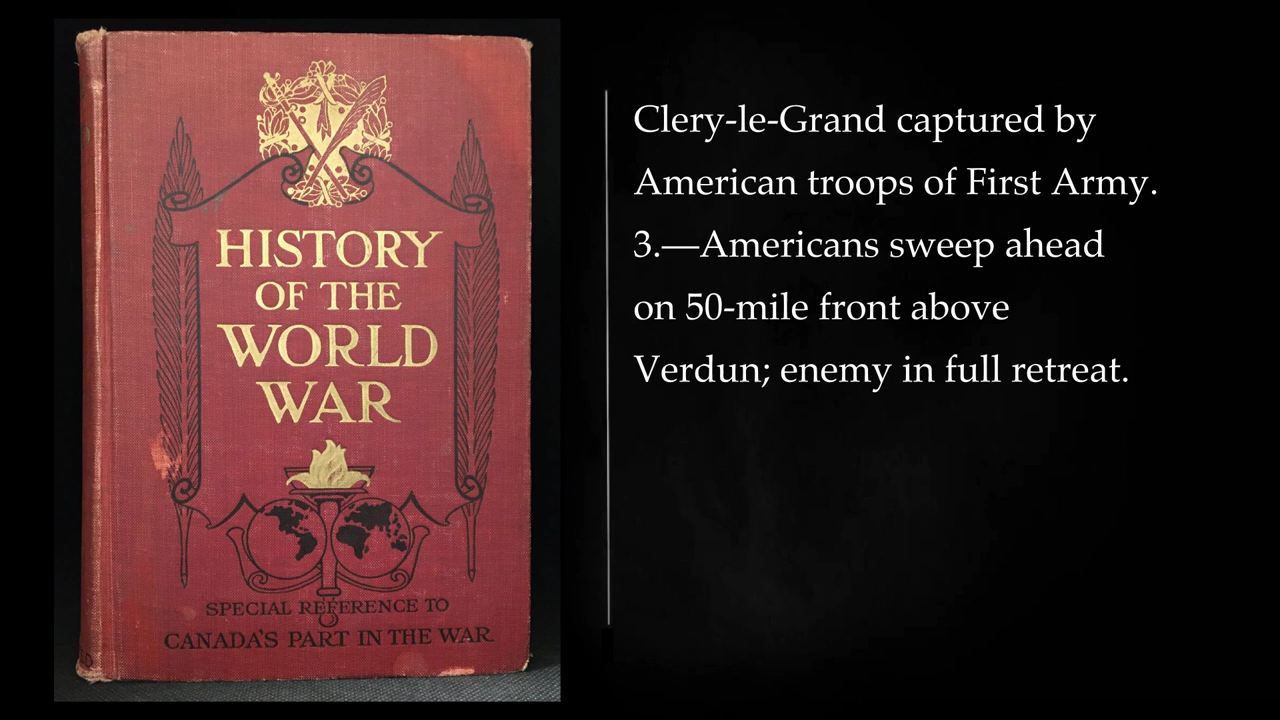 HISTORY
OF THE
WORLD
WAR
SPECIAL REFERENCE TO
CANADA'S PART IN THE WAR
Clery-le-Grand captured by
American troops of First Army.
3.—Americans sweep ahead
on 50-mile front above
Verdun; enemy in full retreat.